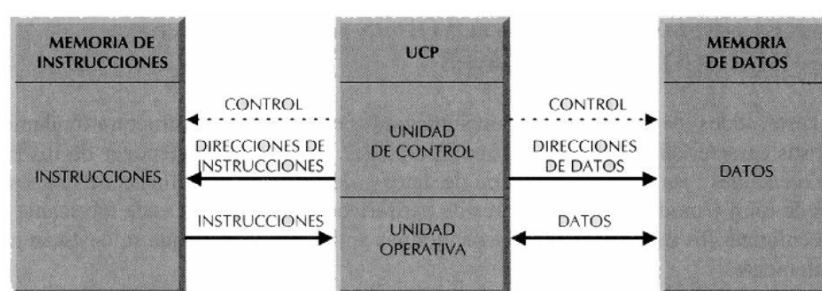 MEMORIA DE
INSTRUCCIONES
INSTRUCCIONES
CONTROL
DIRECCIONES DE
INSTRUCCIONES
INSTRUCCIONES
UCP
UNIDAD
DE CONTROL
UNIDAD
OPERATIVA
CONTROL
DIRECCIONES
DE DATOS
DATOS
MEMORIA
DE DATOS
DATOS